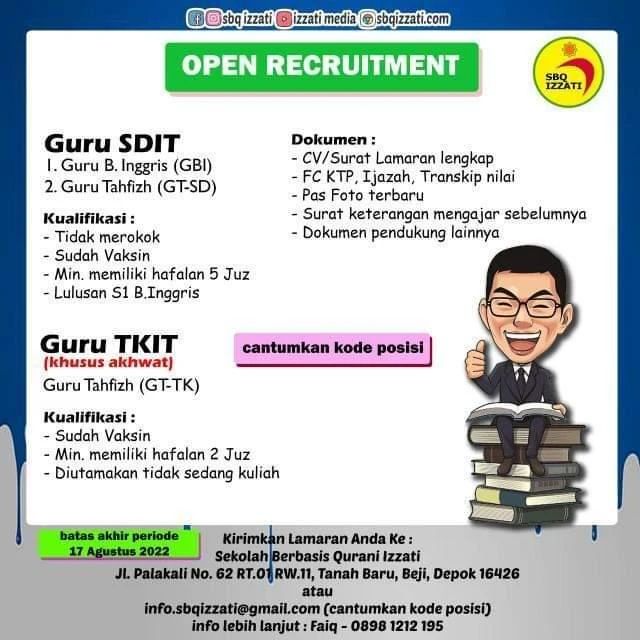 sbq izzati izzati media @sbqizzati.com
OPEN RECRUITMENT
SBQ
IZZATI
Guru SDIT
1. Guru B. Inggris (GBI)
2. Guru Tahfizh (GT-SD)
Kualifikasi :
- Tidak merokok
- Sudah Vaksin
- Min. memiliki hafalan 5 Juz
- Lulusan S1 B.Inggris
Dokumen :
- CV/Surat Lamaran lengkap
- FC KTP, Ijazah, Transkip nilai
- Pas Foto terbaru
- Surat keterangan mengajar sebelumnya
- Dokumen pendukung lainnya
Guru TKIT
(khusus akhwat)
Guru Tahfizh (GT-TK)
cantumkan kode posisi
Kualifikasi :
- Sudah Vaksin
- Min. memiliki hafalan 2 Juz
- Diutamakan tidak sedang kuliah
batas akhir periode
17 Agustus 2022
Kirimkan Lamaran Anda Ke :
Sekolah Berbasis Qurani Izzati
Jl. Palakali No. 62 RT.01 RW.11, Tanah Baru, Beji, Depok 16426
atau
info.sbqizzati@gmail.com (cantumkan kode posisi)
info lebih lanjut : Faiq - 0898 1212 195